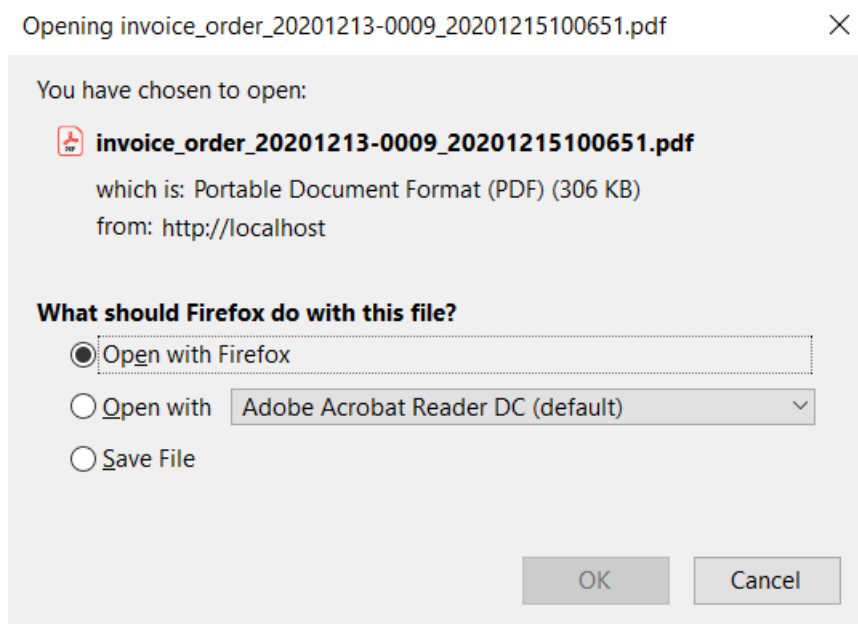 Opening invoice_order_20201213-0009_20201215100651.pdf
You have chosen to open:
PDF
invoice_order_20201213-0009_20201215100651.pdf
which is: Portable Document Format (PDF) (306 KB)
from: http://localhost
What should Firefox do with this file?
Open with Firefox
Open with Adobe Acrobat Reader DC (default)
Save File
OK Cancel